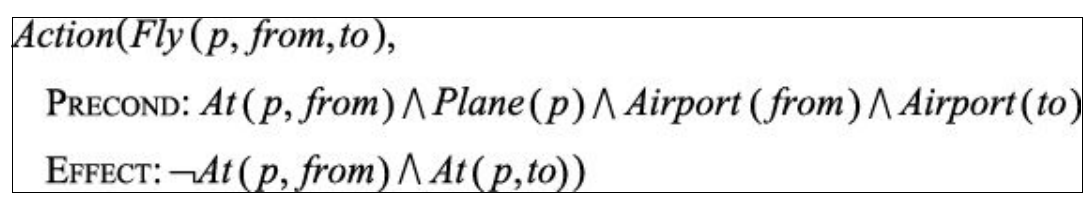 Action(Fly(p, from,to),
PRECOND: At(p, from)⋀Plane(p)⋀Airport(from)⋀Airport(to)
EFFECT:¬At(p, from)⋀At(p,to))